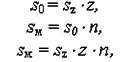 s₀ = s_z · z,
s_м = s₀ · n,
s_м = s_z · z · n,